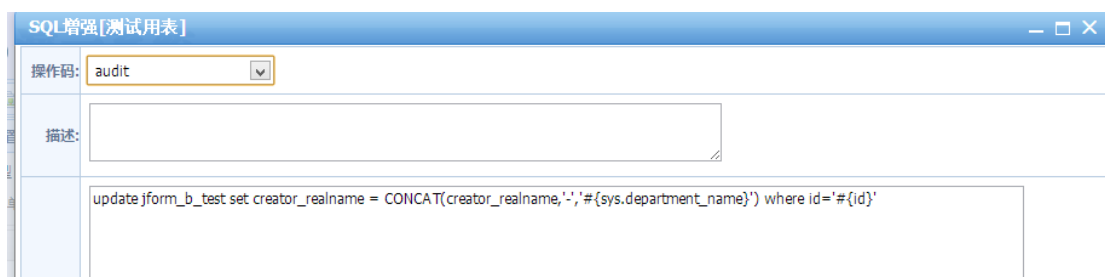 SQL增强[测试用表]
操作码: audit
描述:
update jform_b_test set creator_realname = CONCAT(creator_realname,'-','#{sys.department_name}') where id='#{id}'